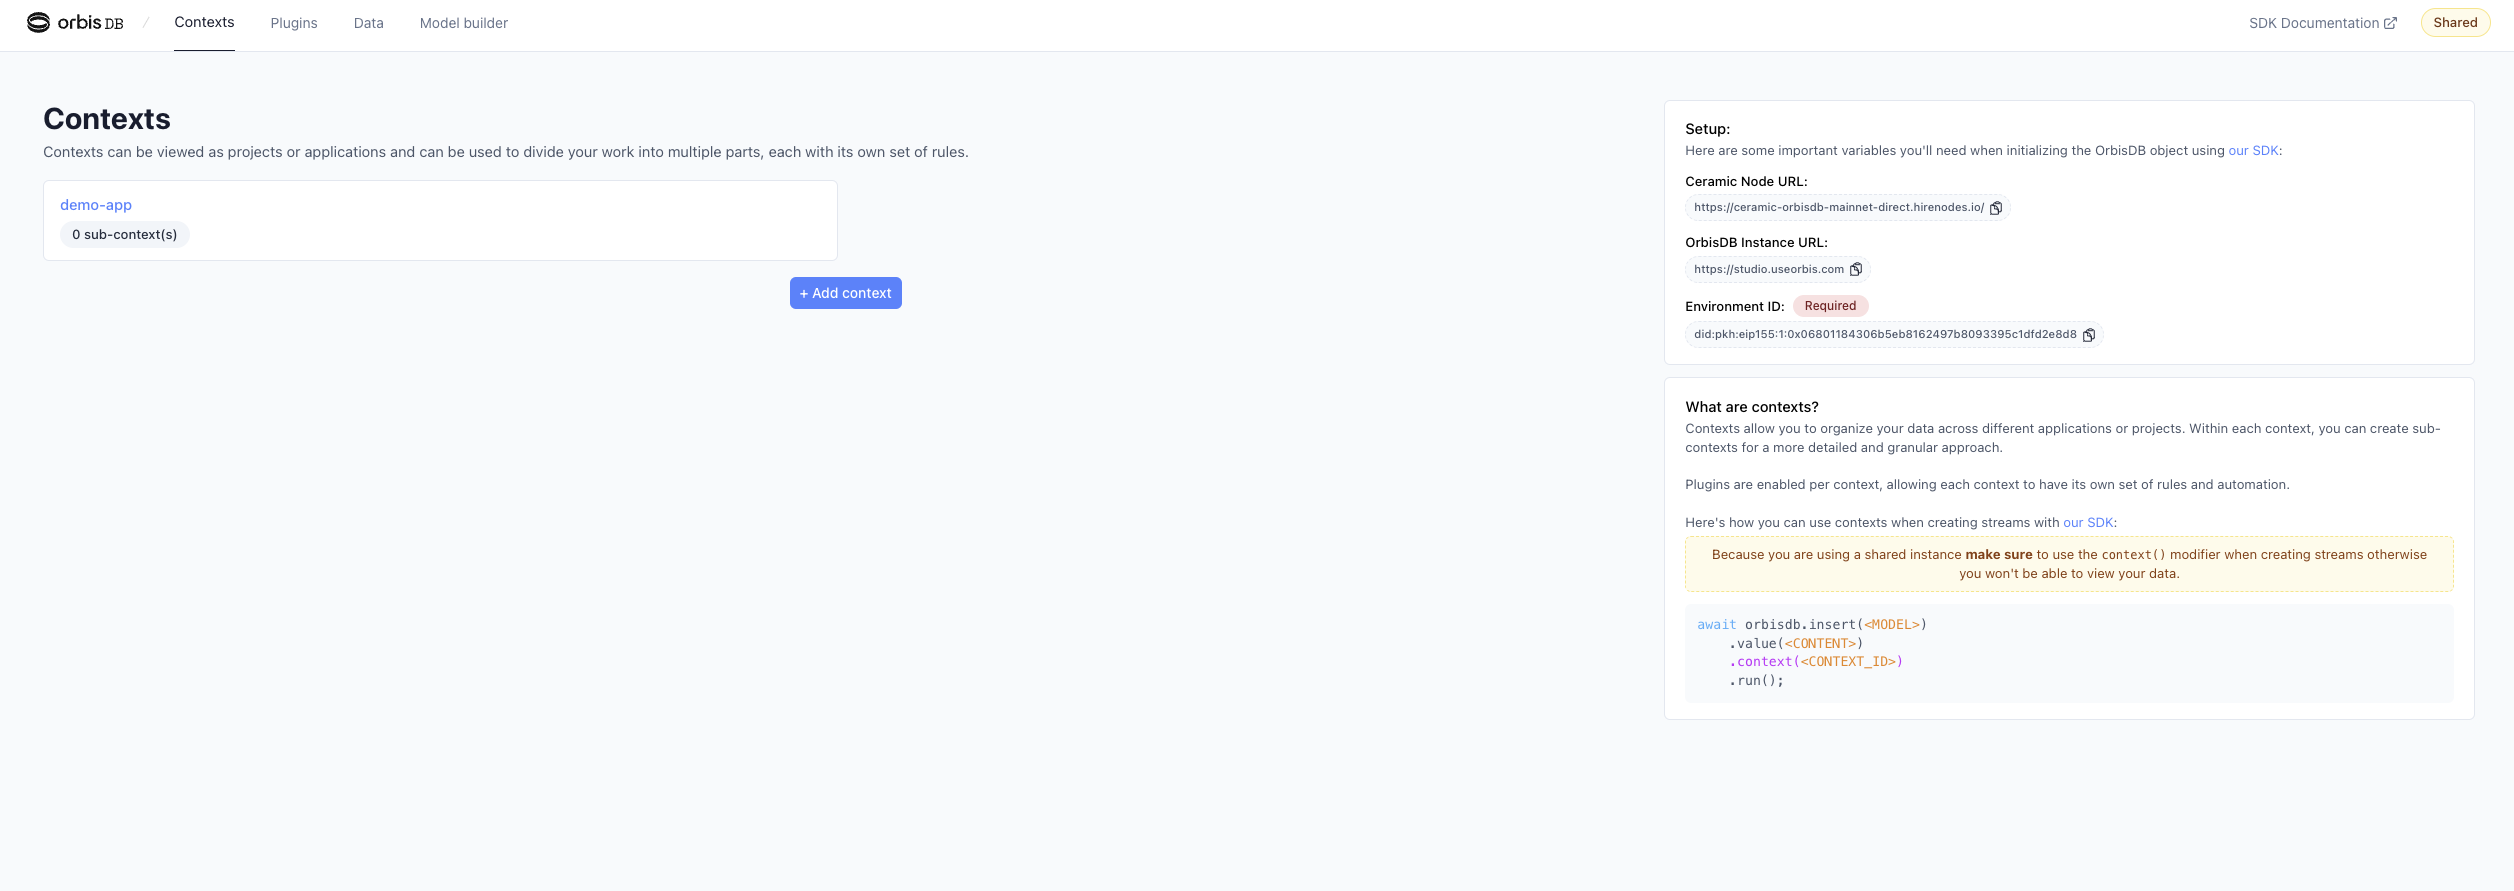 orbis DB / Contexts Plugins Data Model builder SDK Documentation Shared
Contexts
Contexts can be viewed as projects or applications and can be used to divide your work into multiple parts, each with its own set of rules.
demo-app
0 sub-context(s)
+ Add context
Setup:
Here are some important variables you'll need when initializing the OrbisDB object using our SDK:
Ceramic Node URL:
https://ceramic-orbisdb-mainnet-direct.hirenodes.io/
OrbisDB Instance URL:
https://studio.useorbis.com
Environment ID: Required
did:pkh:eip155:1:0x06801184306b5eb8162497b8093395c1dfd2e8d8
What are contexts?
Contexts allow you to organize your data across different applications or projects. Within each context, you can create sub-
contexts for a more detailed and granular approach.
Plugins are enabled per context, allowing each context to have its own set of rules and automation.
Here's how you can use contexts when creating streams with our SDK:
Because you are using a shared instance make sure to use the context() modifier when creating streams otherwise
you won't be able to view your data.
await orbisdb.insert(<MODEL>)
.value(<CONTENT>)
.context(<CONTEXT_ID>)
.run();